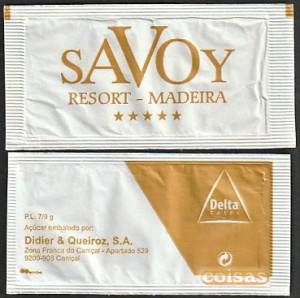 SAVOY
RESORT - MADEIRA
P.L. 7/9 g
Açúcar embalado por:
Didier & Queiroz, S.A.
Zona Franca do Caniçal - Apartado 529
9200-908 Caniçal
Delta
CAFÉS
coisas